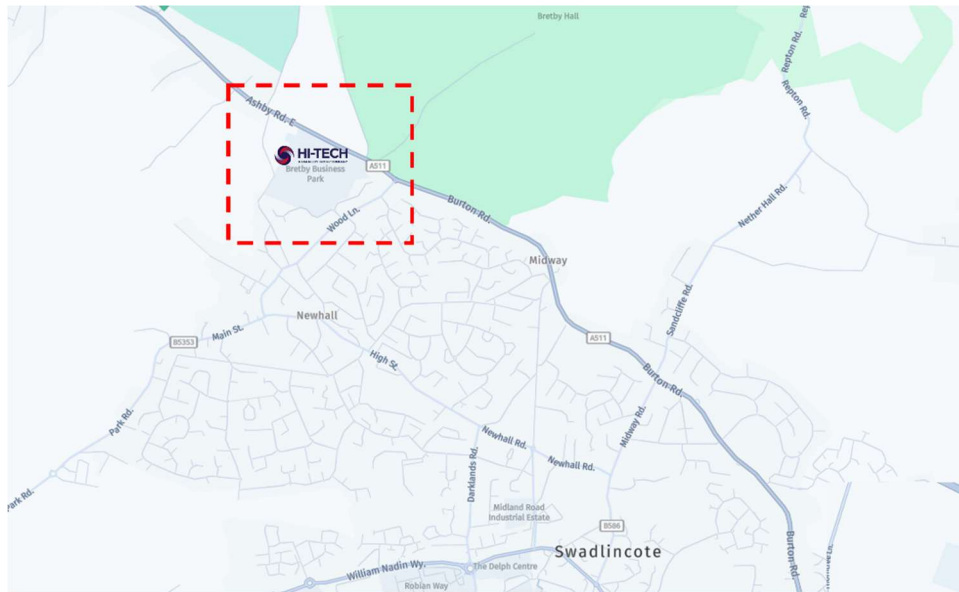 Bretby Hall
Repton Rd.
Repton Rd.
Ashby Rd. E
HI-TECH
Bretby Business
Park
A511
Burton Rd.
Wood Ln.
Nether Hall Rd.
Midway
Sandcliffe Rd.
Newhall
Main St.
B5353
A511
High St.
Burton Rd.
Park Rd.
Midway Rd.
Newhall Rd.
Newhall Rd.
Darklands Rd.
Park Rd.
Midland Road
Industrial Estate
B586
Burton Rd.
Swadlincote
The Delph Centre
William Nadin Wy.
Robian Way